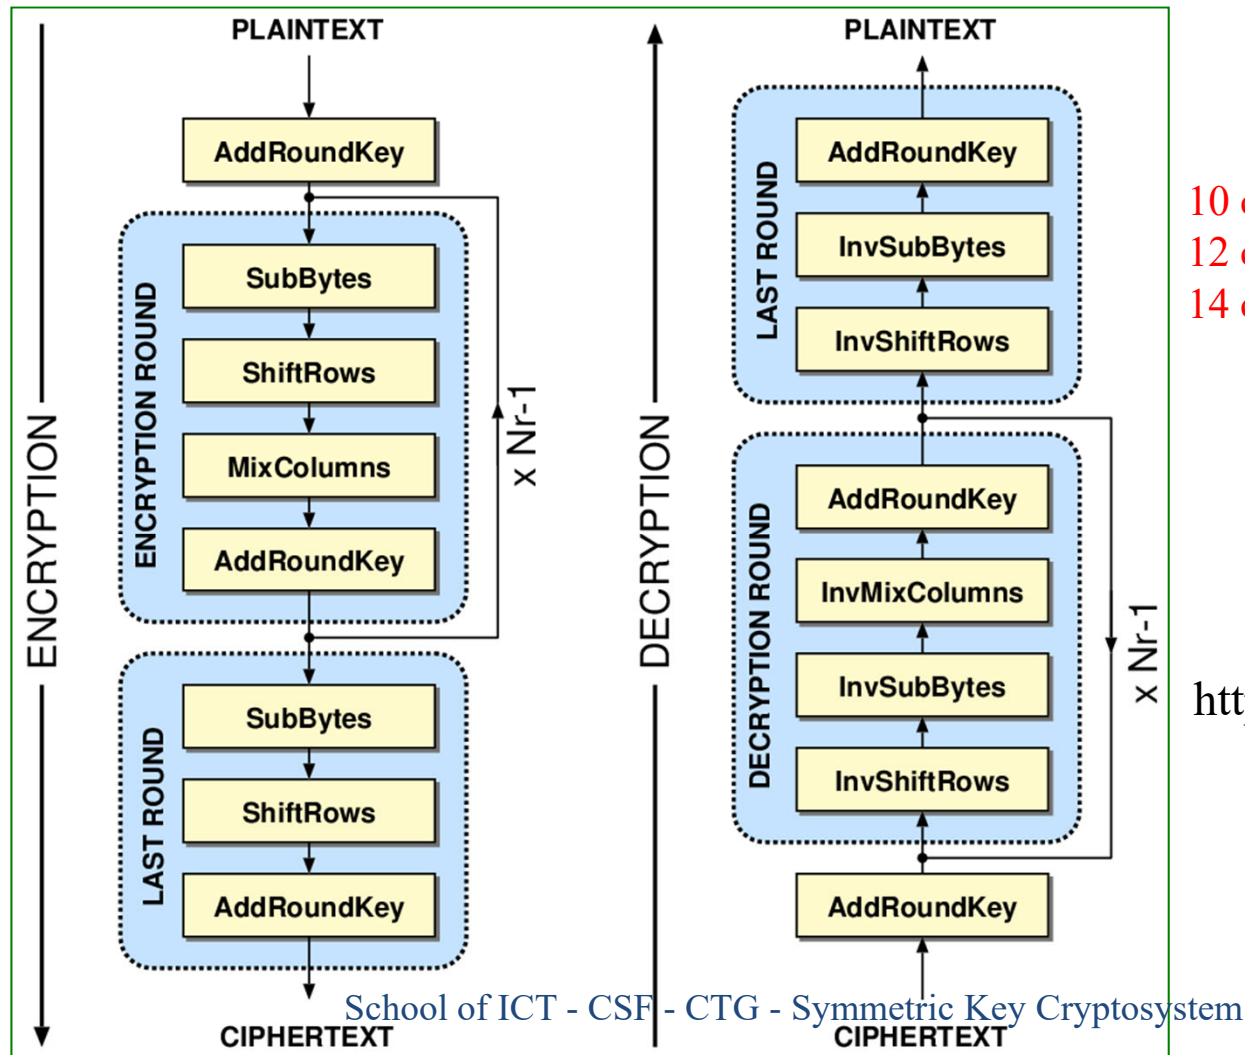 PLAINTEXT
AddRoundKey
ENCRYPTION ROUND
SubBytes
ShiftRows
MixColumns
AddRoundKey
x Nr-1
ENCRYPTION
LAST ROUND
SubBytes
ShiftRows
AddRoundKey
CIPHERTEXT
PLAINTEXT
LAST ROUND
AddRoundKey
InvSubBytes
InvShiftRows
DECRYPTION
DECRYPTION ROUND
AddRoundKey
InvMixColumns
InvSubBytes
InvShiftRows
x Nr-1
AddRoundKey
CIPHERTEXT
10
12
14
School of ICT - CSF - CTG - Symmetric Key Cryptosystem